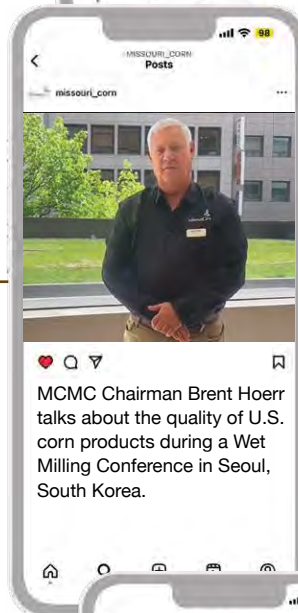 98
MISSOURI_CORN
Posts
missouri_corn
MCMC Chairman Brent Hoerr
talks about the quality of U.S.
corn products during a Wet
Milling Conference in Seoul,
South Korea.